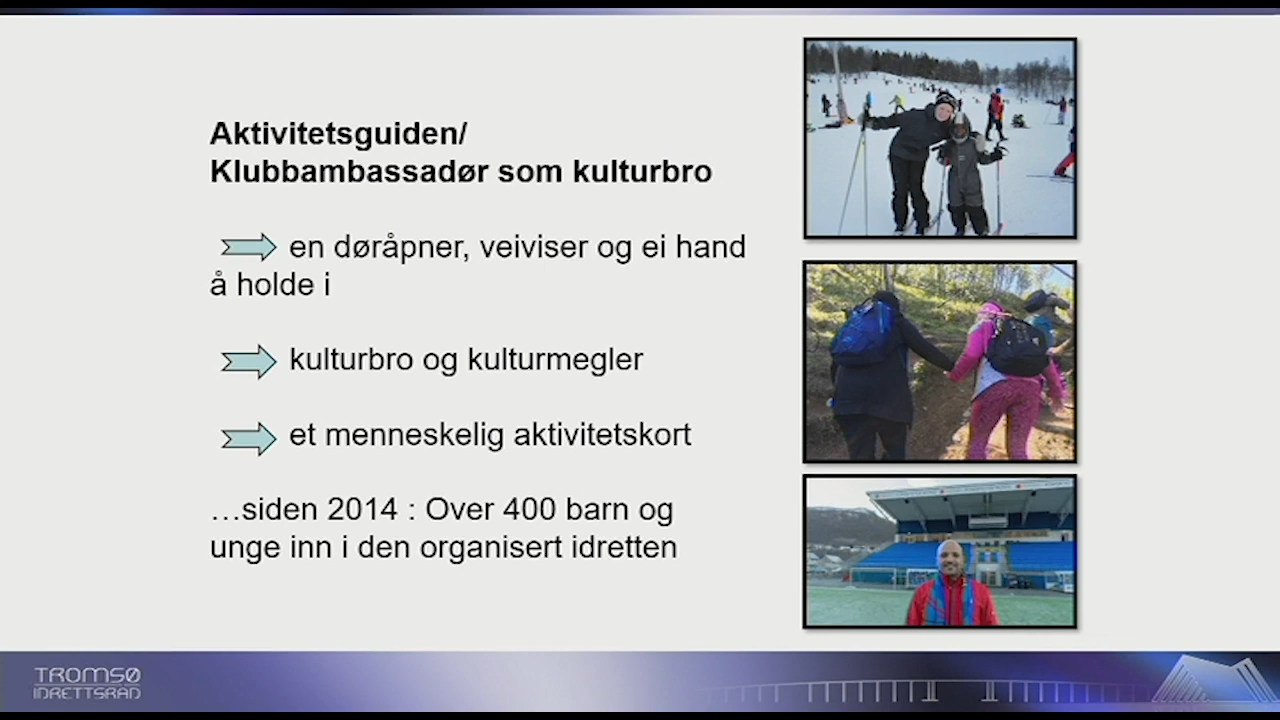 Aktivitetsguiden/
Klubbambassadør som kulturbro
en døråpner, veiviser og ei hand
å holde i
kulturbro og kulturmegler
et menneskelig aktivitetskort
…siden 2014 : Over 400 barn og
unge inn i den organisert idretten
TROMSØ
IDRETTSRÅD